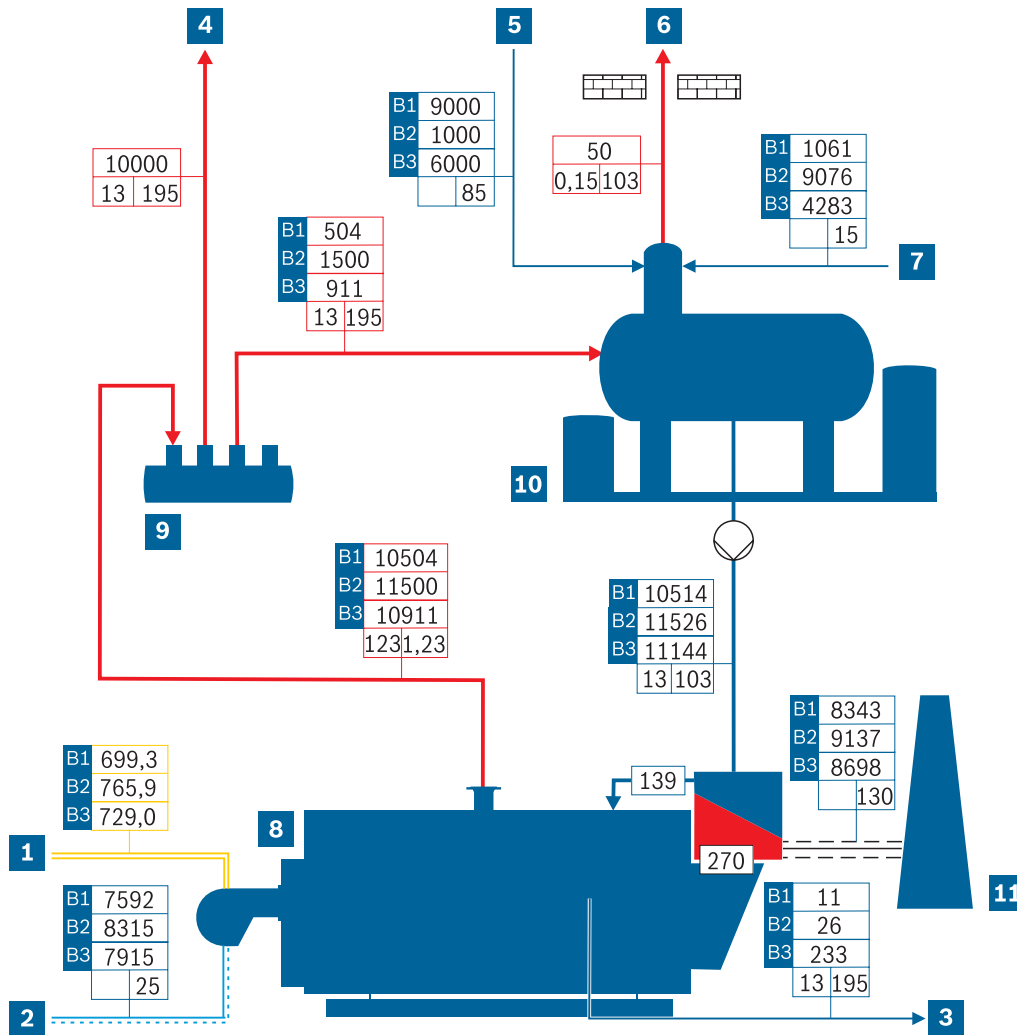 4
5
6
B1 9000
B2 1000
B3 6000
85
10000
13 195
50
0,15 103
B1 1061
B2 9076
B3 4283
15
B1 504
B2 1500
B3 911
13 195
7
10
9
B1 10504
B2 11500
B3 10911
1231,23
B1 10514
B2 11526
B3 11144
13 103
B1 8343
B2 9137
B3 8698
130
B1 699,3
B2 765,9
B3 729,0
139
8
1
270
B1 7592
B2 8315
B3 7915
25
B1 11
B2 26
B3 233
13 195
11
2
3